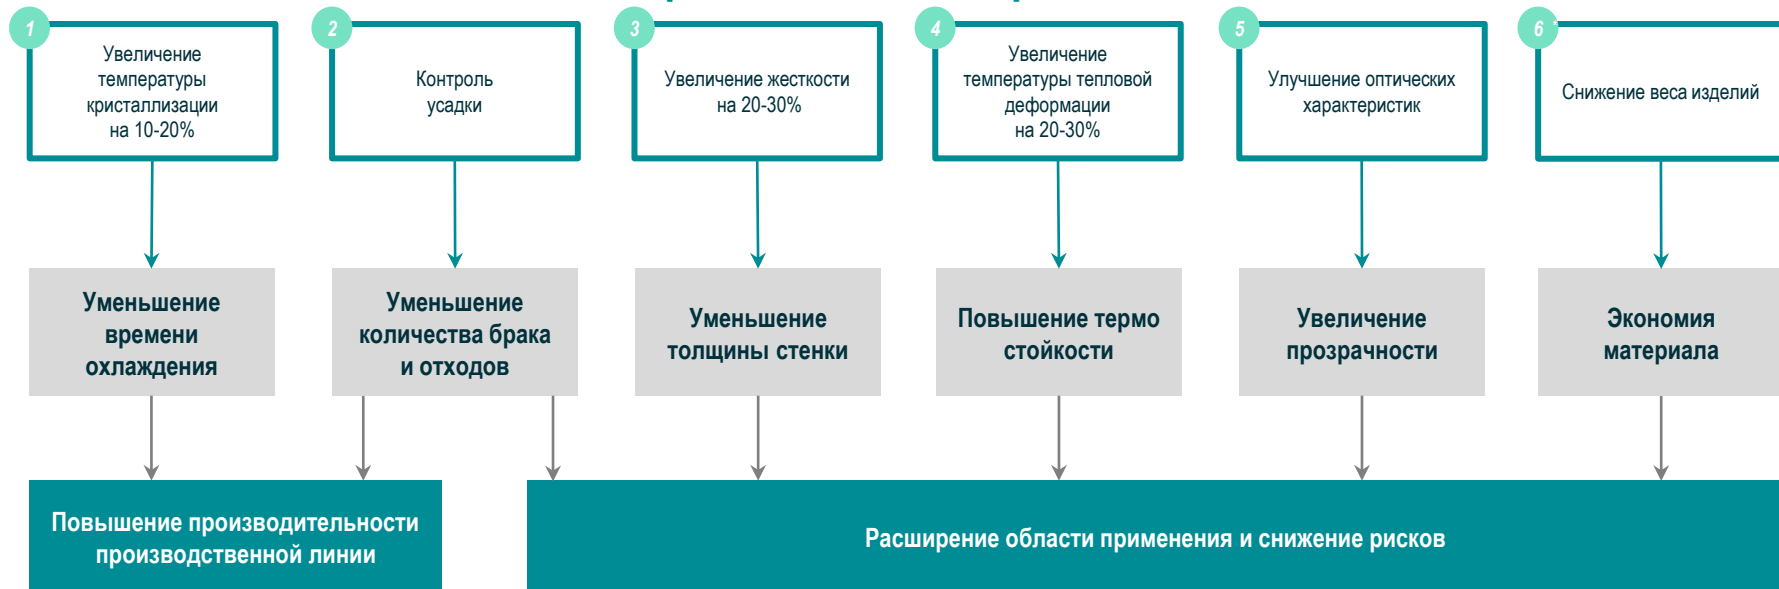 1
Увеличение
температуры
кристаллизации
на 10-20%
2
Контроль
усадки
3
Увеличение жесткости
на 20-30%
4
Увеличение
температуры тепловой
деформации
на 20-30%
5
Улучшение оптических
характеристик
6
Снижение веса изделий
Уменьшение
времени
охлаждения
Уменьшение
количества брака
и отходов
Уменьшение
толщины стенки
Повышение термо
стойкости
Увеличение
прозрачности
Экономия
материала
Повышение производительности
производственной линии
Расширение области применения и снижение рисков